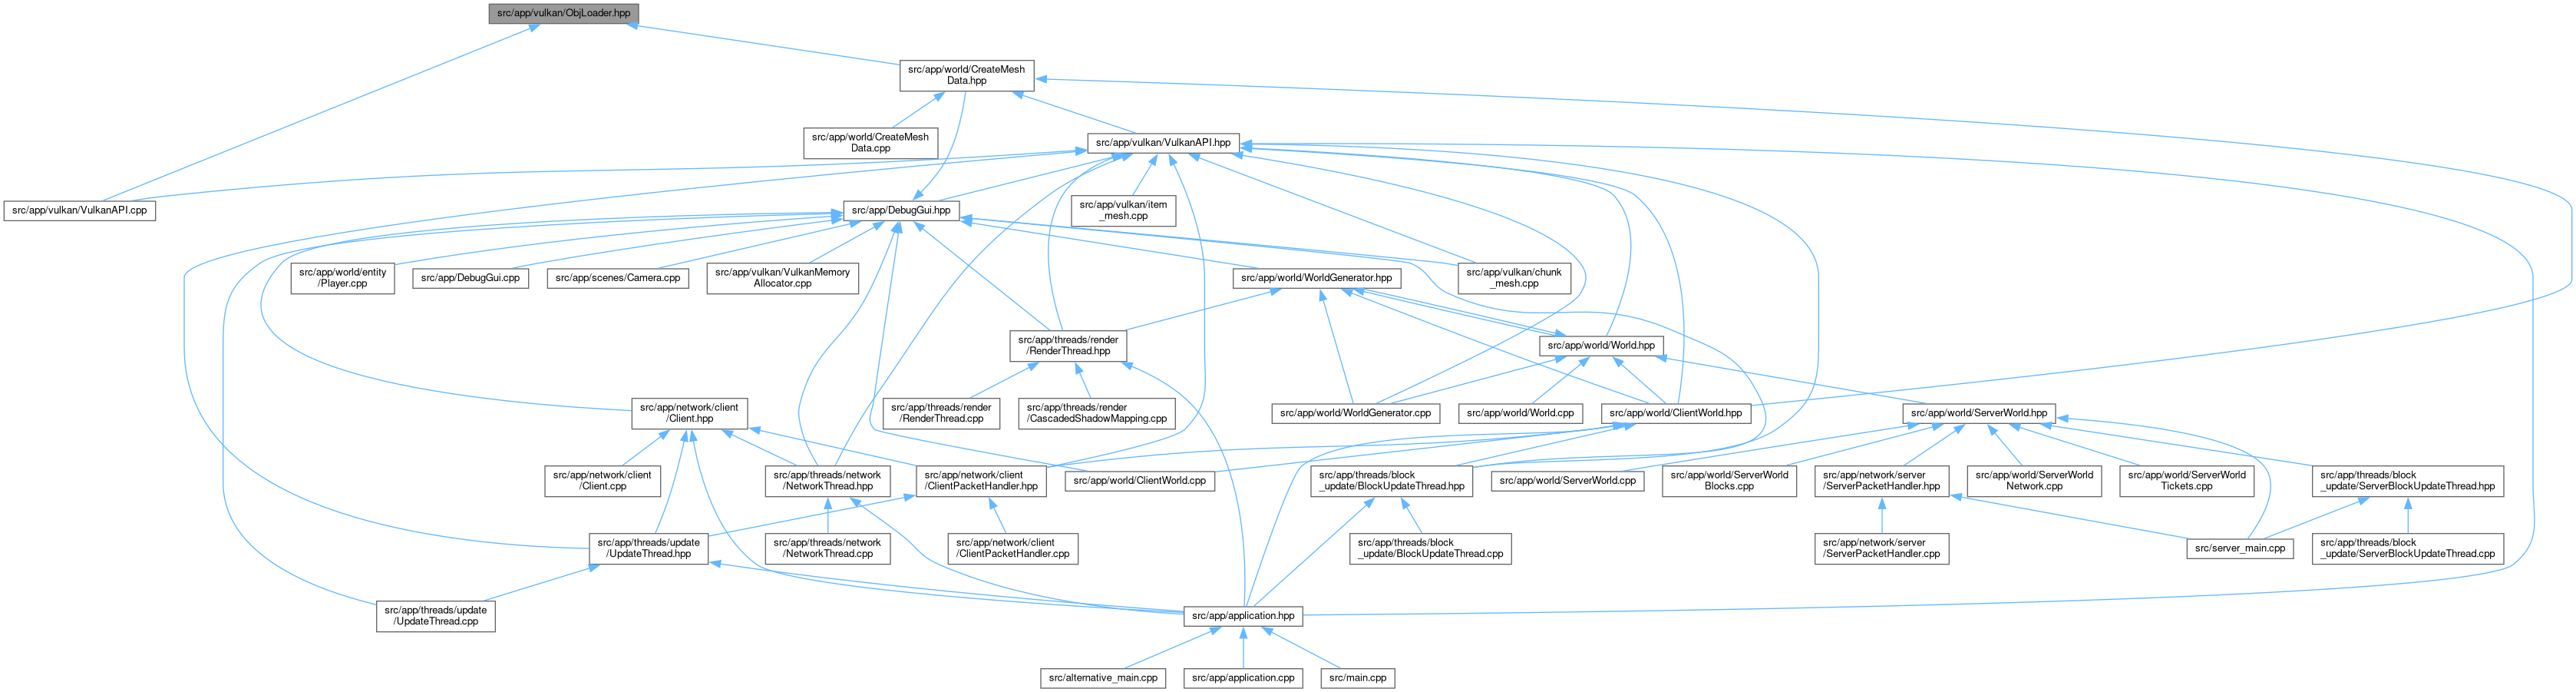 src/app/vulkan/ObjLoader.hpp
src/app/world/CreateMesh
Data.hpp
src/app/world/CreateMesh
Data.cpp
src/app/vulkan/VulkanAPI.hpp
src/app/vulkan/VulkanAPI.cpp
src/app/DebugGui.hpp
src/app/vulkan/item
_mesh.cpp
src/app/world/entity
/Player.cpp
src/app/DebugGui.cpp
src/app/scenes/Camera.cpp
src/app/vulkan/VulkanMemory
Allocator.cpp
src/app/world/WorldGenerator.hpp
src/app/vulkan/chunk
_mesh.cpp
src/app/threads/render
/RenderThread.hpp
src/app/world/World.hpp
src/app/network/client
/Client.hpp
src/app/threads/render
/RenderThread.cpp
src/app/threads/render
/CascadedShadowMapping.cpp
src/app/world/WorldGenerator.cpp
src/app/world/World.cpp
src/app/world/ClientWorld.hpp
src/app/world/ServerWorld.hpp
src/app/network/client
/Client.cpp
src/app/threads/network
/NetworkThread.hpp
src/app/network/client
/ClientPacketHandler.hpp
src/app/world/ClientWorld.cpp
src/app/threads/block
_update/BlockUpdateThread.hpp
src/app/world/ServerWorld.cpp
src/app/world/ServerWorld
Blocks.cpp
src/app/network/server
/ServerPacketHandler.hpp
src/app/world/ServerWorld
Network.cpp
src/app/world/ServerWorld
Tickets.cpp
src/app/threads/block
_update/ServerBlockUpdateThread.hpp
src/app/threads/update
/UpdateThread.hpp
src/app/threads/network
/NetworkThread.cpp
src/app/network/client
/ClientPacketHandler.cpp
src/app/threads/block
_update/BlockUpdateThread.cpp
src/app/network/server
/ServerPacketHandler.cpp
src/server_main.cpp
src/app/threads/block
_update/ServerBlockUpdateThread.cpp
src/app/threads/update
/UpdateThread.cpp
src/app/application.hpp
src/alternative_main.cpp
src/app/application.cpp
src/main.cpp